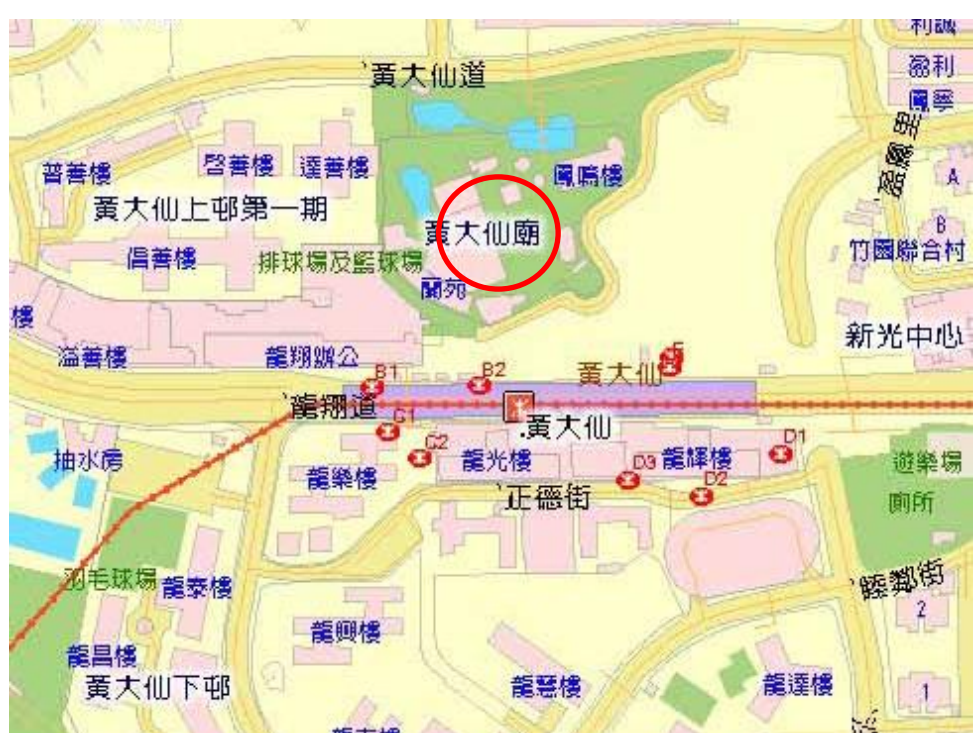 利誠
盈利
鳳寧
黃大仙道
盈鳳里
普善樓
啓善樓
達善樓
鳳鳴樓
A
黃大仙上邨第一期
黃大仙廟
B
倡善樓
排球場及籃球場
竹園聯合村
蘭苑
樓
新光中心
溢善樓
龍翔辦公
B1
B2
黃大仙
E
龍翔道
C1
.黃大仙
C2
D1
抽水房
龍樂樓
龍光樓
D3
龍輝樓
遊樂場
正德街
D2
廁所
羽毛球場
龍泰樓
睦鄰街
2
龍興樓
龍昌樓
黃大仙下邨
龍慧樓
龍達樓
1